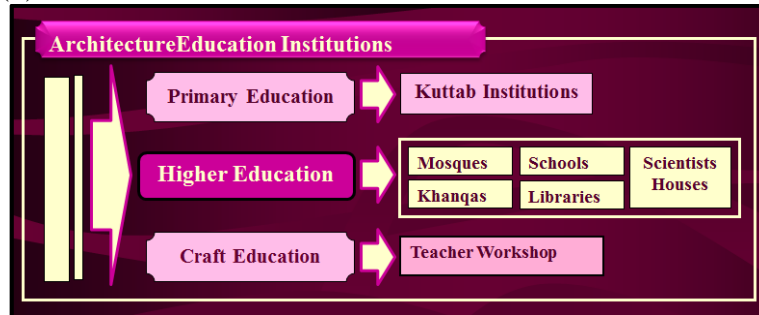 ArchitectureEducation Institutions
Primary Education
Kuttab Institutions
Higher Education
Mosques
Schools
Scientists
Houses
Khanqas
Libraries
Craft Education
Teacher Workshop